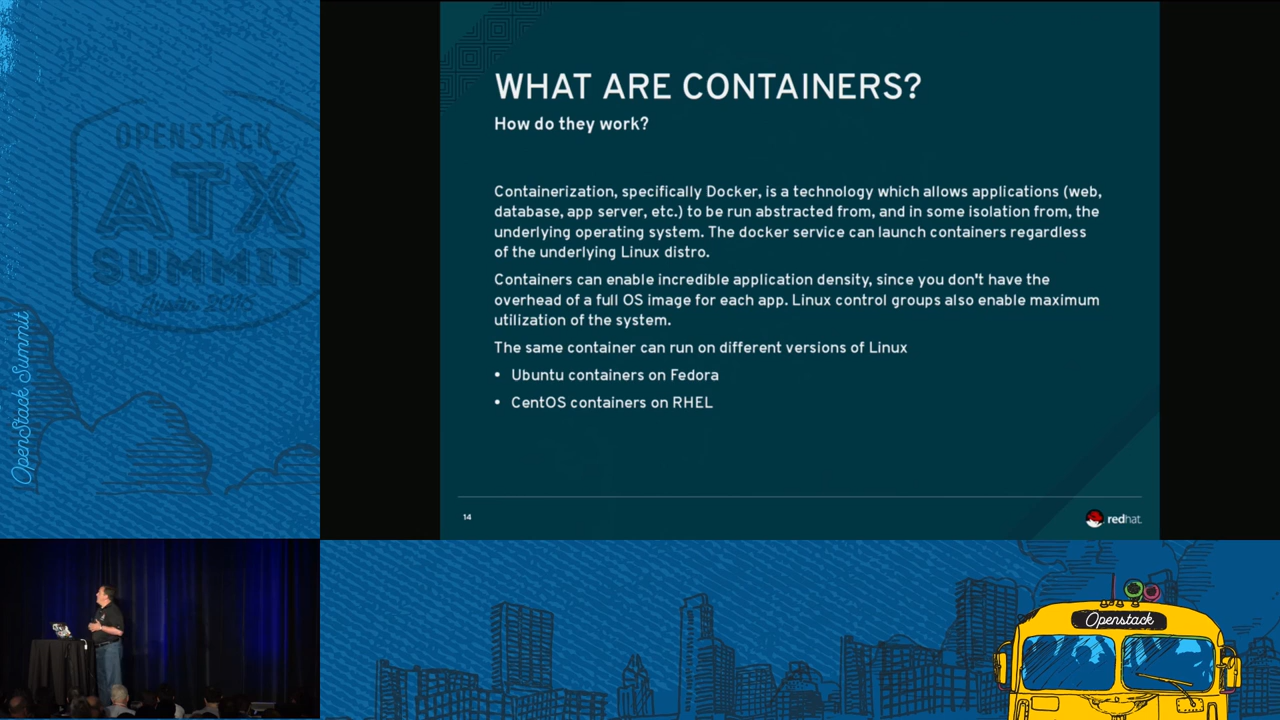 OPENSTACK
ATX
SUMMIT
Austin 2016
OpenStack Summit
WHAT ARE CONTAINERS?
How do they work?
Containerization, specifically Docker, is a technology which allows applications (web,
database, app server, etc.) to be run abstracted from, and in some isolation from, the
underlying operating system. The docker service can launch containers regardless
of the underlying Linux distro.
Containers can enable incredible application density, since you don't have the
overhead of a full OS image for each app. Linux control groups also enable maximum
utilization of the system.
The same container can run on different versions of Linux
• Ubuntu containers on Fedora
• CentOS containers on RHEL
14
redhat.
Openstack